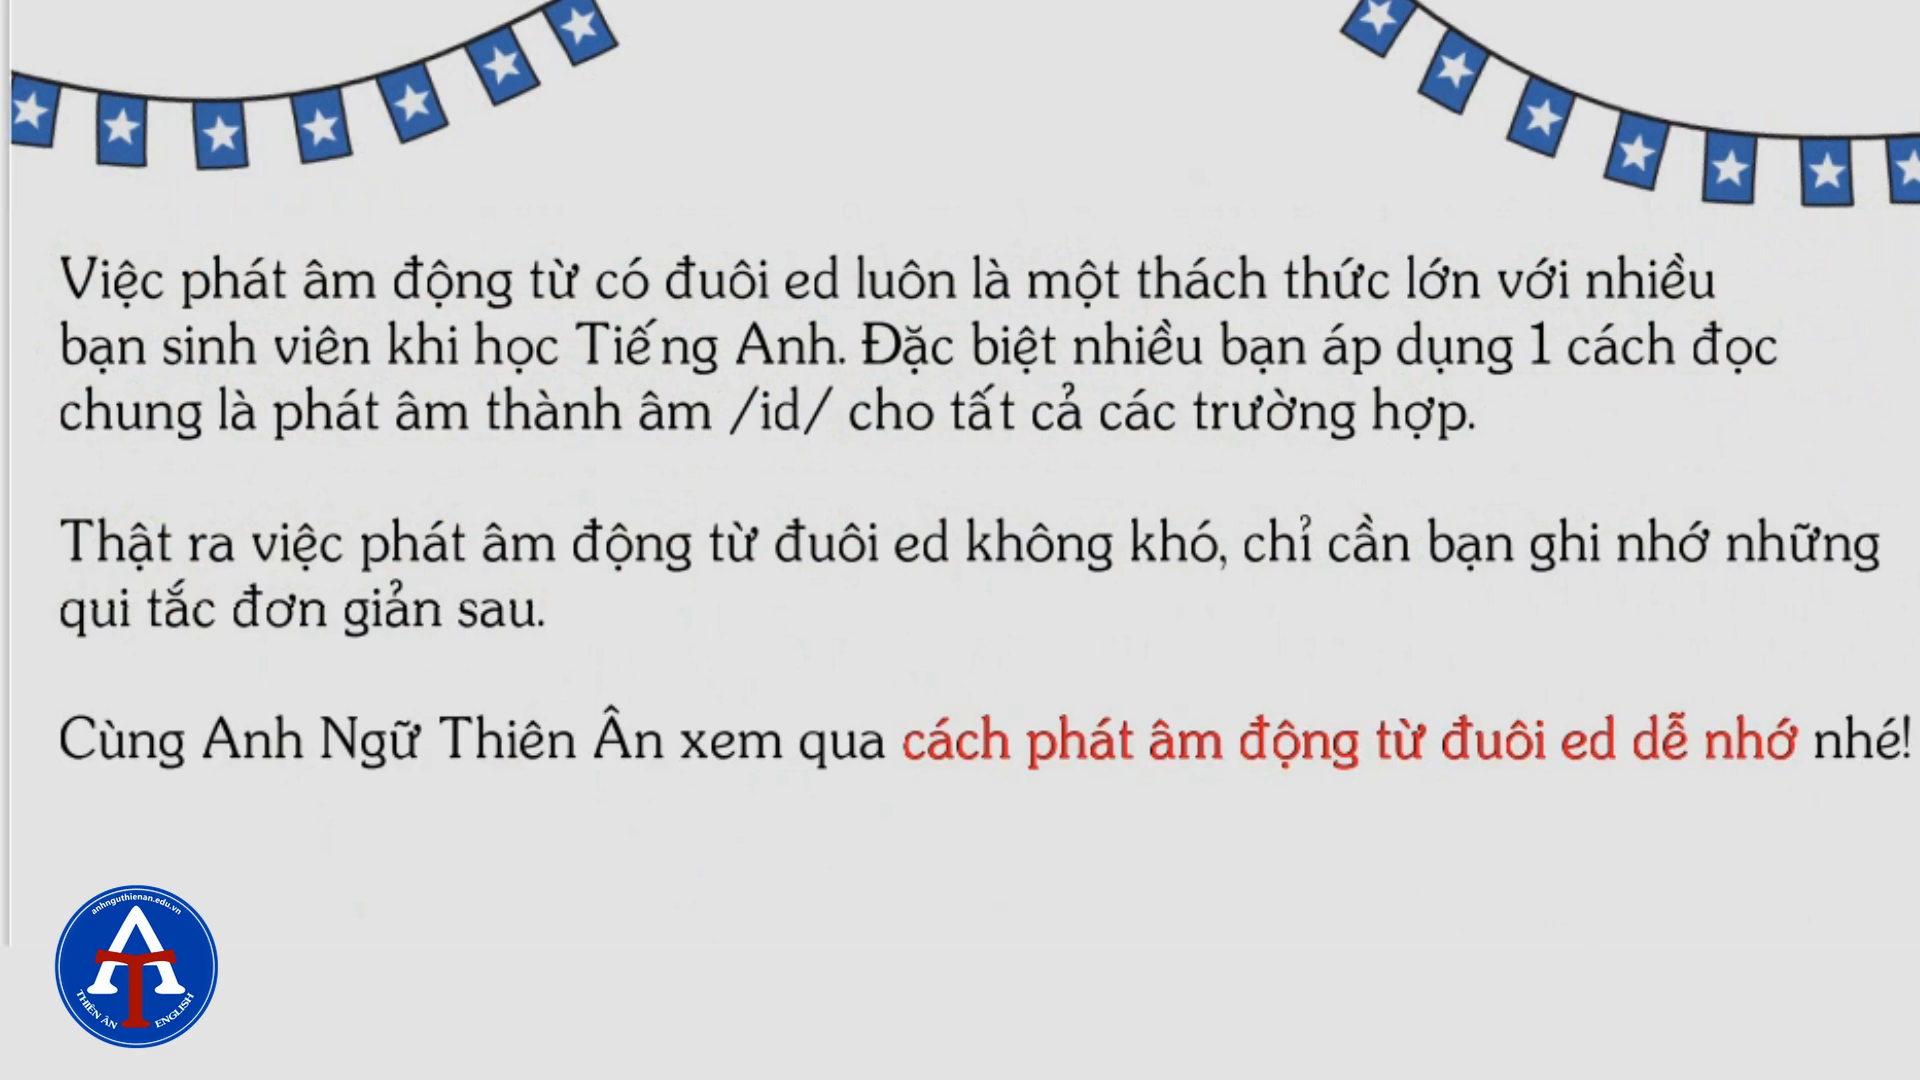 Việc phát âm động từ có đuôi ed luôn là một thách thức lớn với nhiều
bạn sinh viên khi học Tiếng Anh. Đặc biệt nhiều bạn áp dụng 1 cách đọc
chung là phát âm thành âm /id/ cho tất cả các trường hợp.
Thật ra việc phát âm động từ đuôi ed không khó, chỉ cần bạn ghi nhớ những
qui tắc đơn giản sau.
Cùng Anh Ngữ Thiên Ân xem qua cách phát âm động từ đuôi ed dễ nhớ nhé!
anhnguthienan.edu.vn
AT
THIÊN ÂN ENGLISH